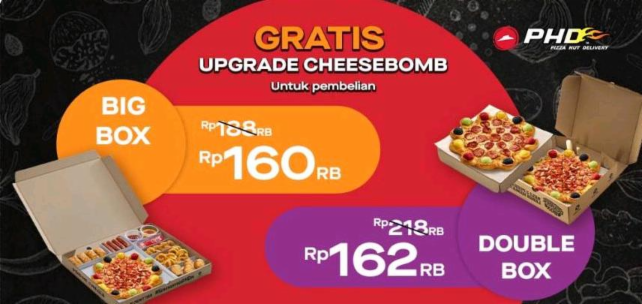 GRATIS
UPGRADE CHEESEBOMB
Untuk pembelian
PHD
PIZZA HUT DELIVERY
BIG
BOX
Rp188RB
Rp160RB
Rp218RB
Rp162RB
DOUBLE
BOX